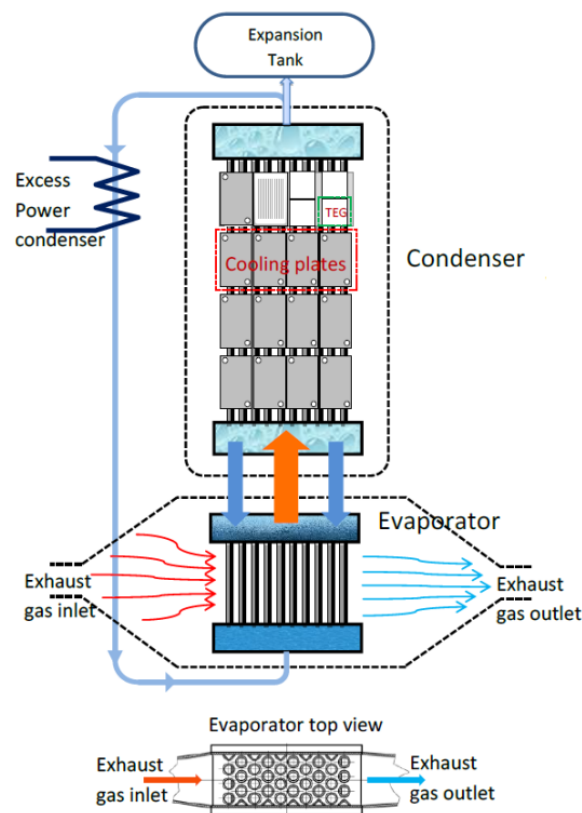 Expansion
Tank
Excess
Power
condenser
TEG
Cooling plates
Condenser
Evaporator
Exhaust
gas inlet
Exhaust
gas outlet
Evaporator top view
Exhaust
gas inlet
Exhaust
gas outlet